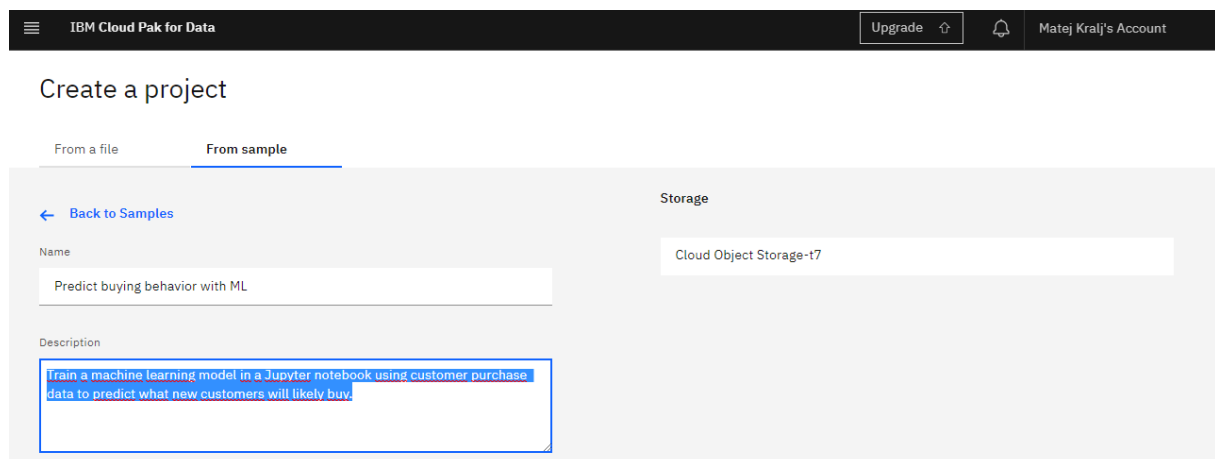 IBM Cloud Pak for Data
Upgrade
Matej Kralj's Account
Create a project
From a file
From sample
Back to Samples
Name
Predict buying behavior with ML
Description
Train a machine learning model in a Jupyter notebook using customer purchase
data to predict what new customers will likely buy.
Storage
Cloud Object Storage-t7